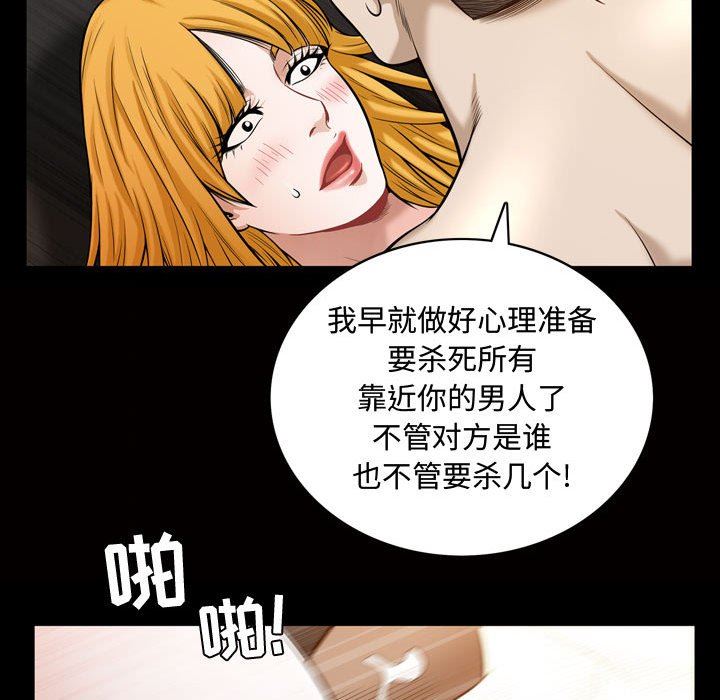 我早就做好心理准备
要杀死所有
靠近你的男人了
不管对方是谁
也不管要杀几个!
啪
啪!